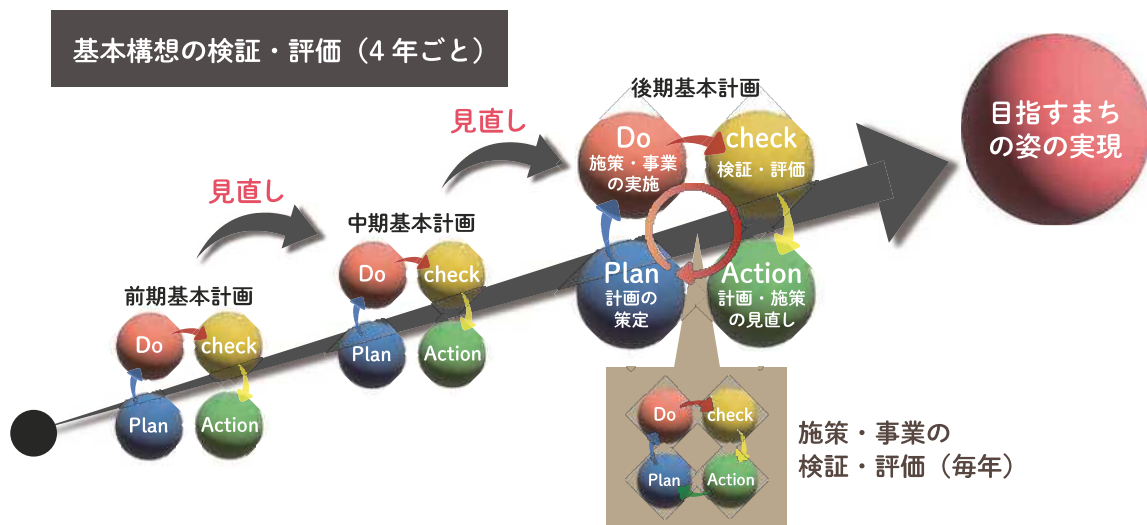 基本構想の検証・評価（4年ごと）
見直し
見直し
前期基本計画
Do
check
Plan
Action
中期基本計画
Do
check
Plan
Action
後期基本計画
Do
施策・事業
の実施
check
検証・評価
Plan
計画の
策定
Action
計画・施策
の見直し
目指すまち
の姿の実現
Do
check
Plan
Action
施策・事業の
検証・評価（毎年）